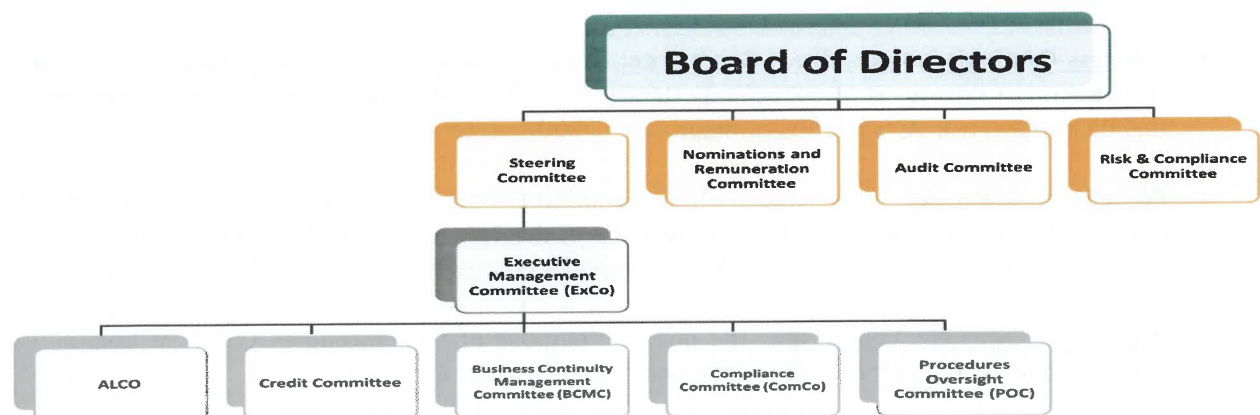 Board of Directors
Steering
Committee
Nominations and
Remuneration
Committee
Audit Committee
Risk & Compliance
Committee
Executive
Management
Committee (ExCo)
ALCO
Credit Committee
Business Continuity
Management
Committee (BCMC)
Compliance
Committee (ComCo)
Procedures
Oversight
Committee (POC)